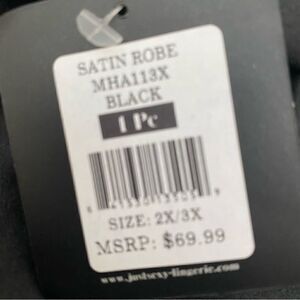 SATIN ROBE
MHA113X
BLACK
1 Pc
SIZE: 2X/3X
MSRP: $69.99
www.justsexy-lingerie.com